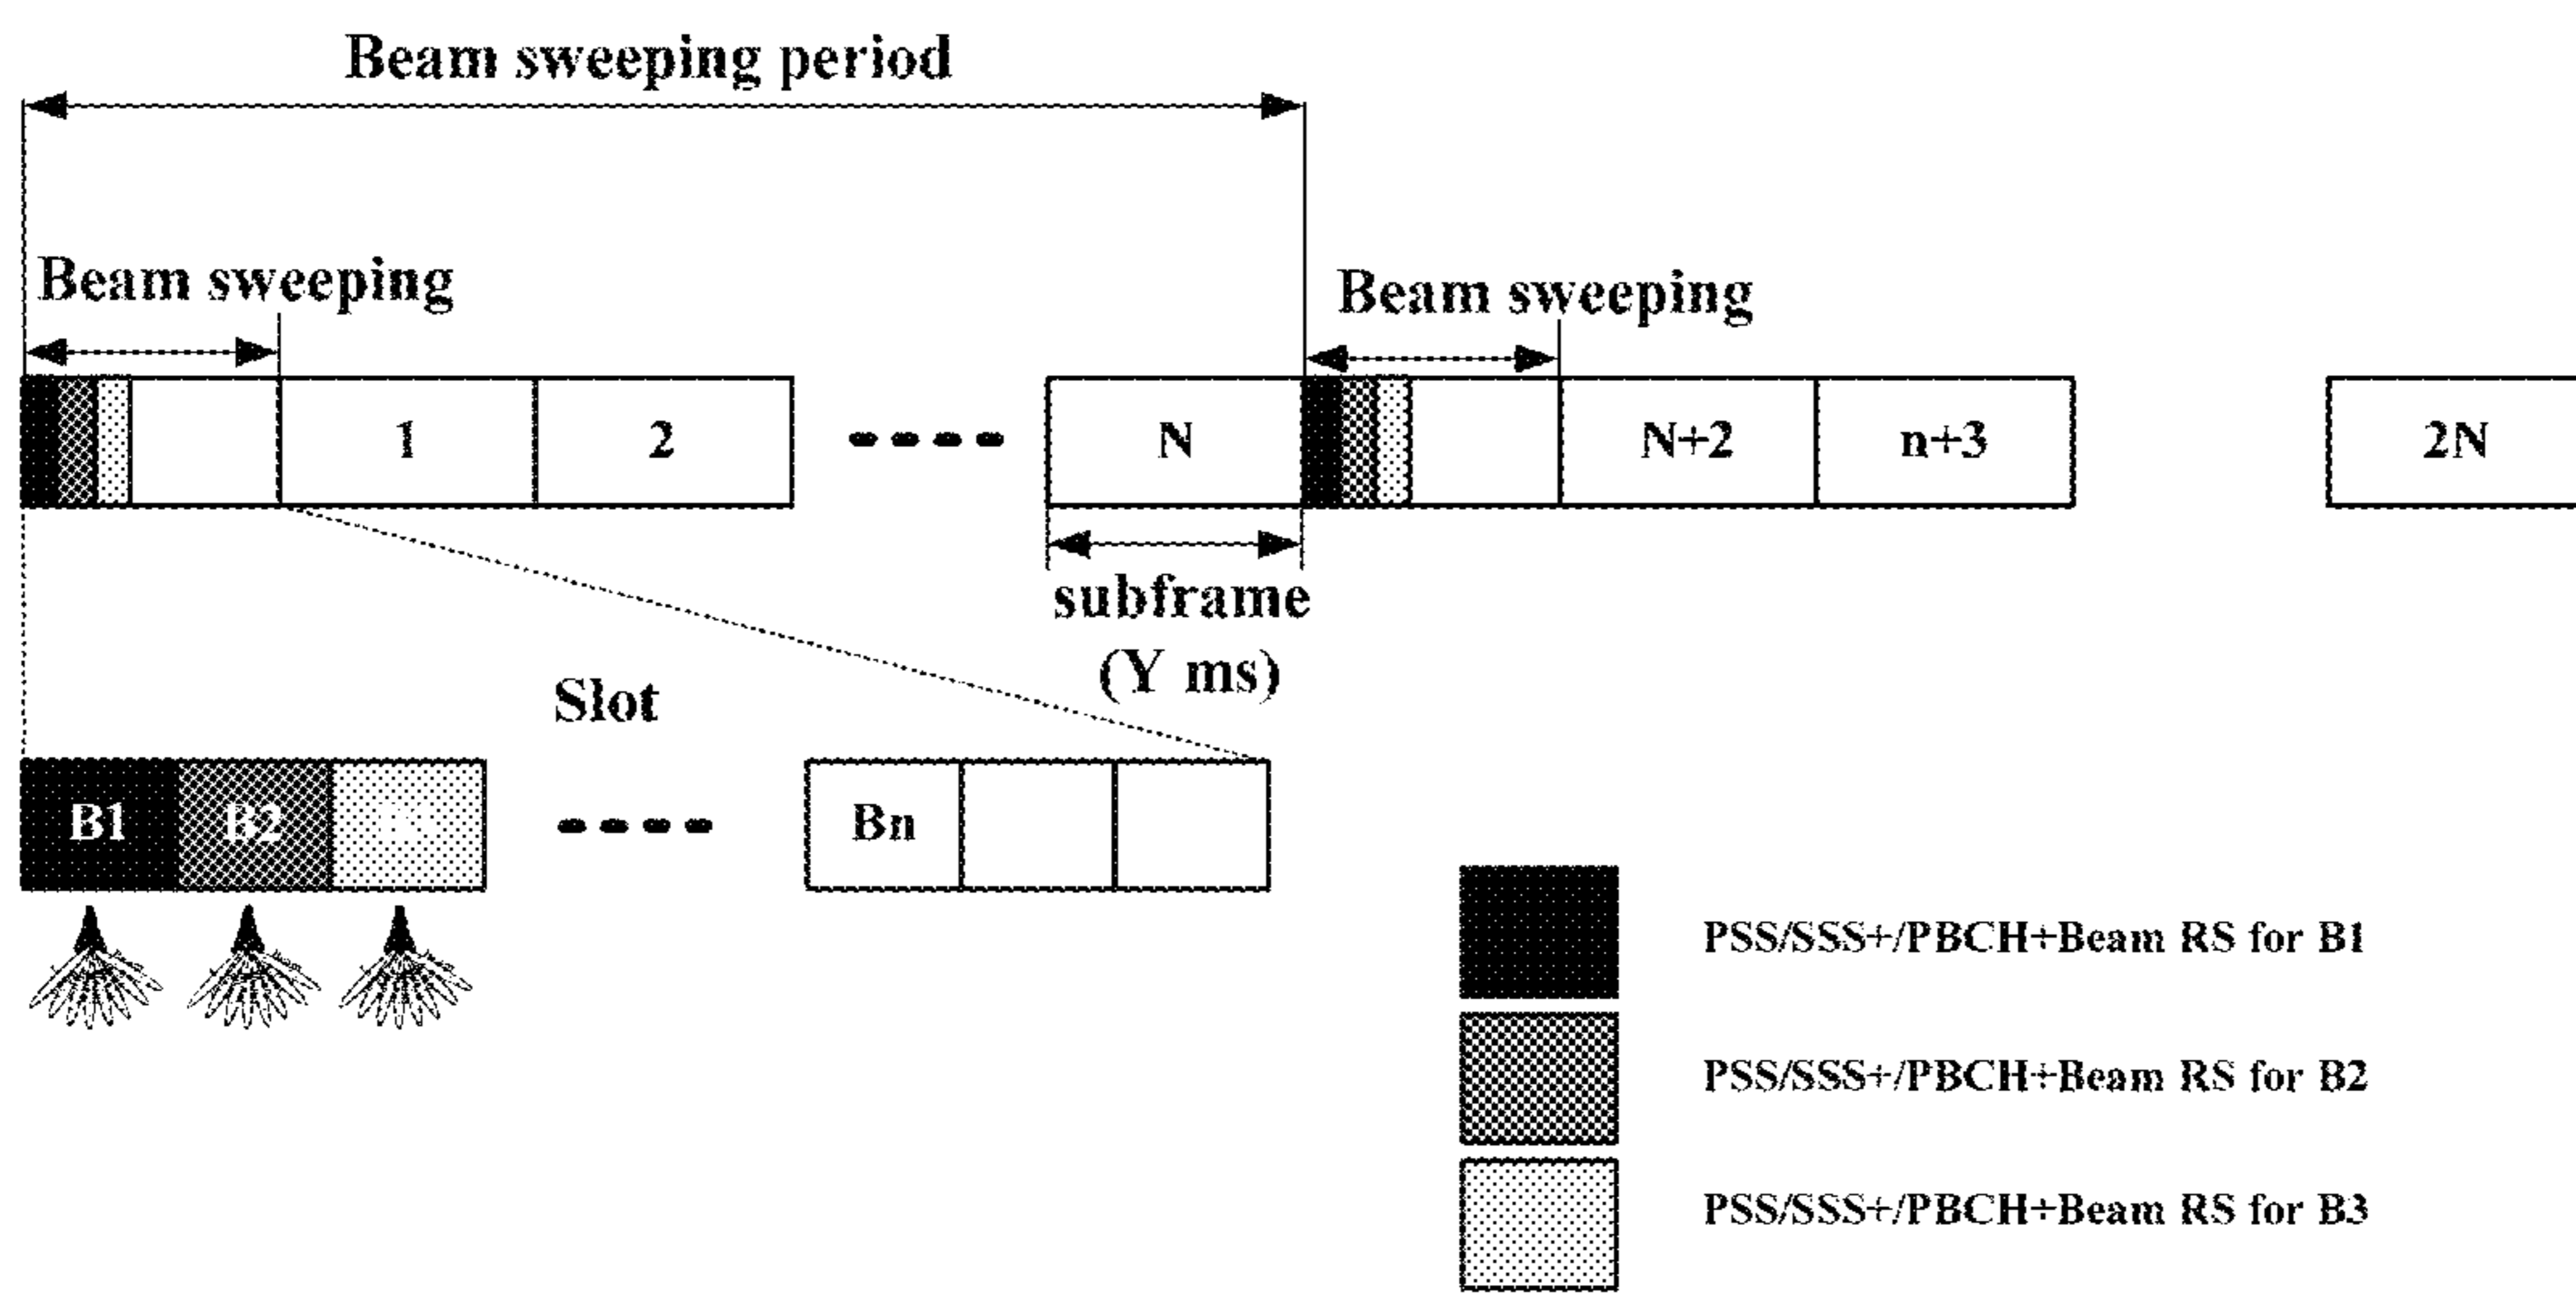 Beam sweeping period
Beam sweeping
Beam sweeping
1
2
N
N+2
n+3
2N
subframe
(Y ms)
Slot
B1
B2
Bn
PSS/SSS+/PBCH+Beam RS for B1
PSS/SSS+/PBCH+Beam RS for B2
PSS/SSS+/PBCH+Beam RS for B3